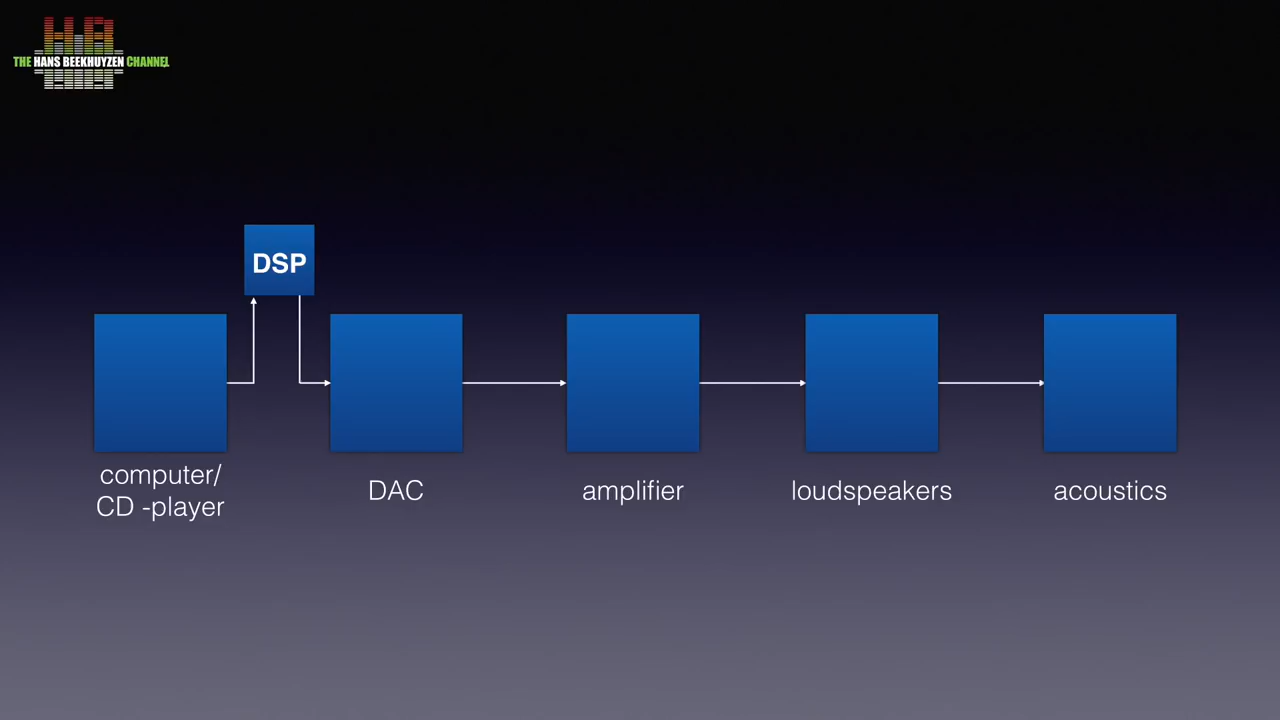 THE HANS BEEKHUYZEN CHANNEL
DSP
computer/
CD -player
DAC
amplifier
loudspeakers
acoustics